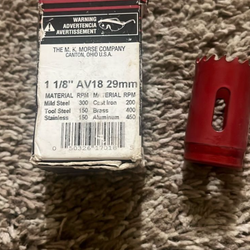 WARNING
ADVERTENCIA
AVERTISSEMENT
THE M. K. MORSE COMPANY
CANTON, OHIO U.S.A.
1 1/8" AV18 29mm
MATERIAL RPM MATERIAL RPM
Mild Steel 300 Cast Iron 200
Tool Steel 150 Brass 400
Stainless 150 Aluminum 450